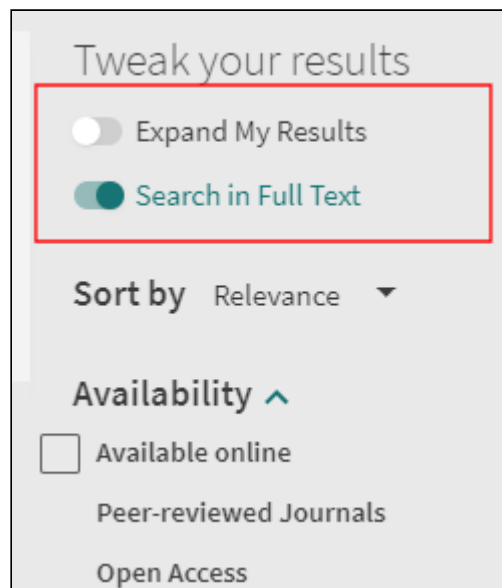 Tweak your results
Expand My Results
Search in Full Text
Sort by Relevance
Availability
Available online
Peer-reviewed Journals
Open Access